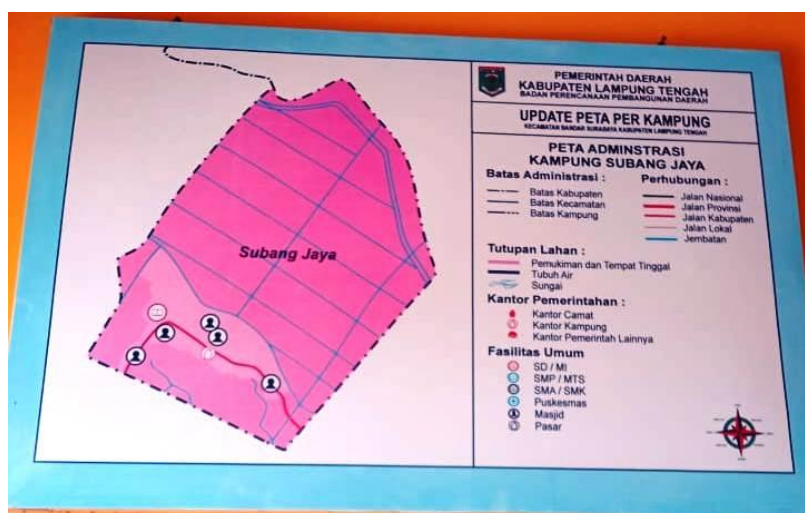 PEMERINTAH DAERAH
KABUPATEN LAMPUNG TENGAH
BADAN PERENCANAAN PEMBANGUNAN DAERAH
UPDATE PETA PER KAMPUNG
KECAMATAN BANDAR SURABAYA KABUPATEN LAMPUNG TENGAH
PETA ADMINSTRASI
KAMPUNG SUBANG JAYA
Batas Administrasi :
Batas Kabupaten
Batas Kecamatan
Batas Kampung
Perhubungan :
Jalan Nasional
Jalan Provinsi
Jalan Kabupaten
Jalan Lokal
Jembatan
Tutupan Lahan :
Pemukiman dan Tempat Tinggal
Tubuh Air
Sungai
Kantor Pemerintahan :
Kantor Camat
Kantor Kampung
Kantor Pemerintah Lainnya
Fasilitas Umum
SD / MI
SMP / MTS
SMA / SMK
Puskesmas
Masjid
Pasar
Subang Jaya